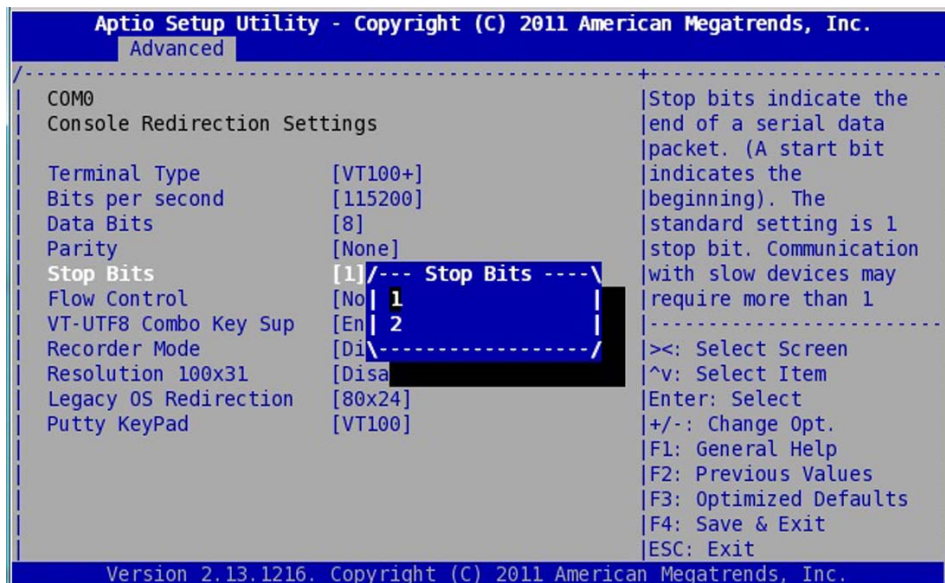 Aptio Setup Utility - Copyright (C) 2011 American Megatrends, Inc.
Advanced
COM0
Console Redirection Settings
Terminal Type [VT100+]
Bits per second [115200]
Data Bits [8]
Parity [None]
Stop Bits [1]
Flow Control [No
VT-UTF8 Combo Key Sup [En
Recorder Mode [Di
Resolution 100x31 [Disa
Legacy OS Redirection [80x24]
Putty KeyPad [VT100]
/--- Stop Bits ----\
1
2
Stop bits indicate the
end of a serial data
packet. (A start bit
indicates the
beginning). The
standard setting is 1
stop bit. Communication
with slow devices may
require more than 1
><: Select Screen
^v: Select Item
Enter: Select
+/-: Change Opt.
F1: General Help
F2: Previous Values
F3: Optimized Defaults
F4: Save & Exit
ESC: Exit
Version 2.13.1216. Copyright (C) 2011 American Megatrends, Inc.